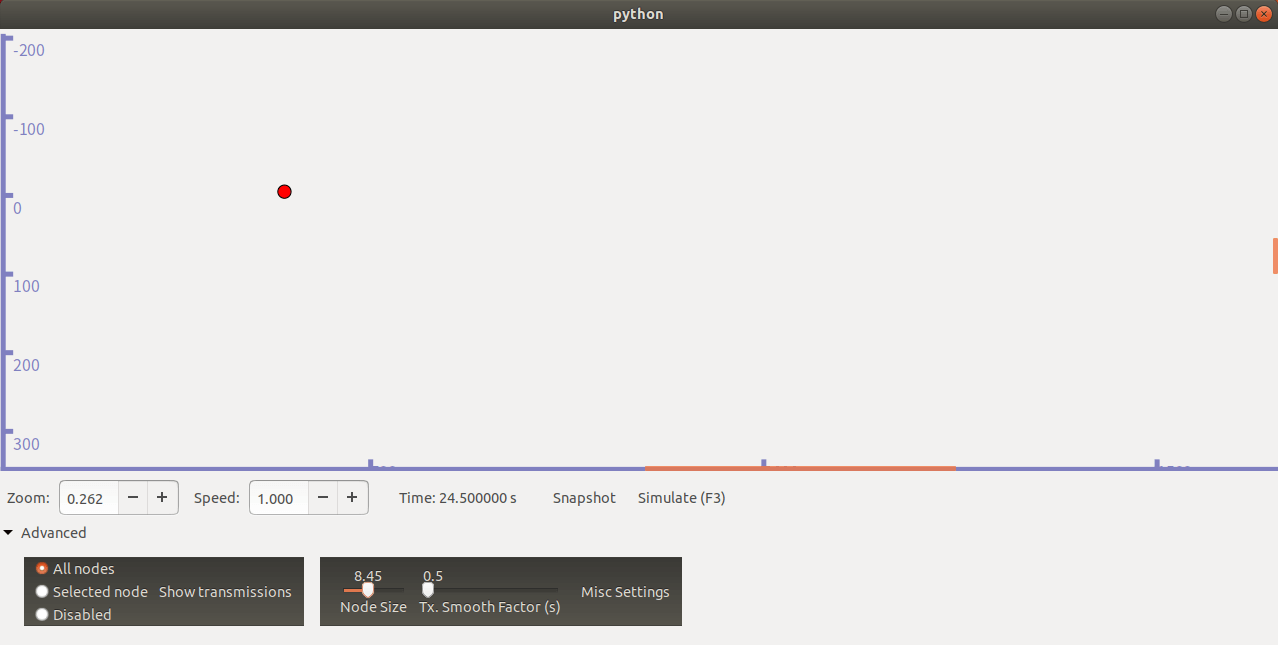 python
-200
-100
0
100
200
300
Zoom: 0.262 − + Speed: 1.000 − + Time: 24.500000 s Snapshot Simulate (F3)
Advanced
All nodes
Selected node Show transmissions
Disabled
8.45 0.5
Node Size Tx. Smooth Factor (s) Misc Settings